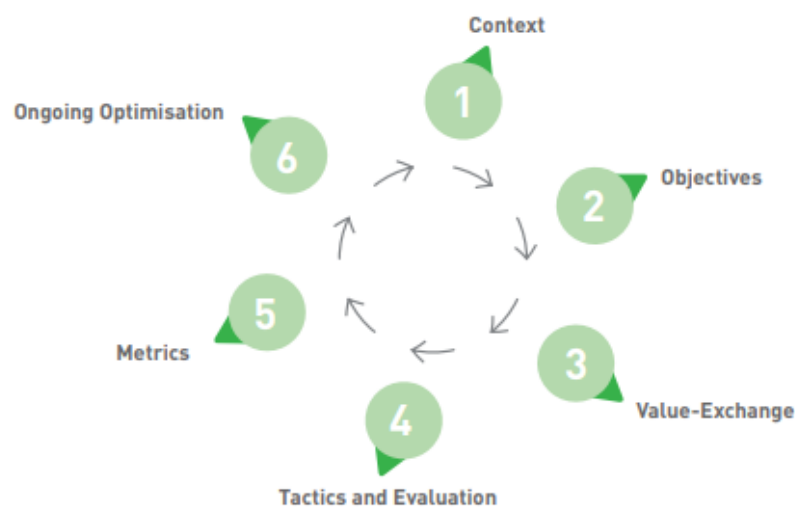 Context
1
2
Objectives
3
Value-Exchange
4
Tactics and Evaluation
5
Metrics
6
Ongoing Optimisation